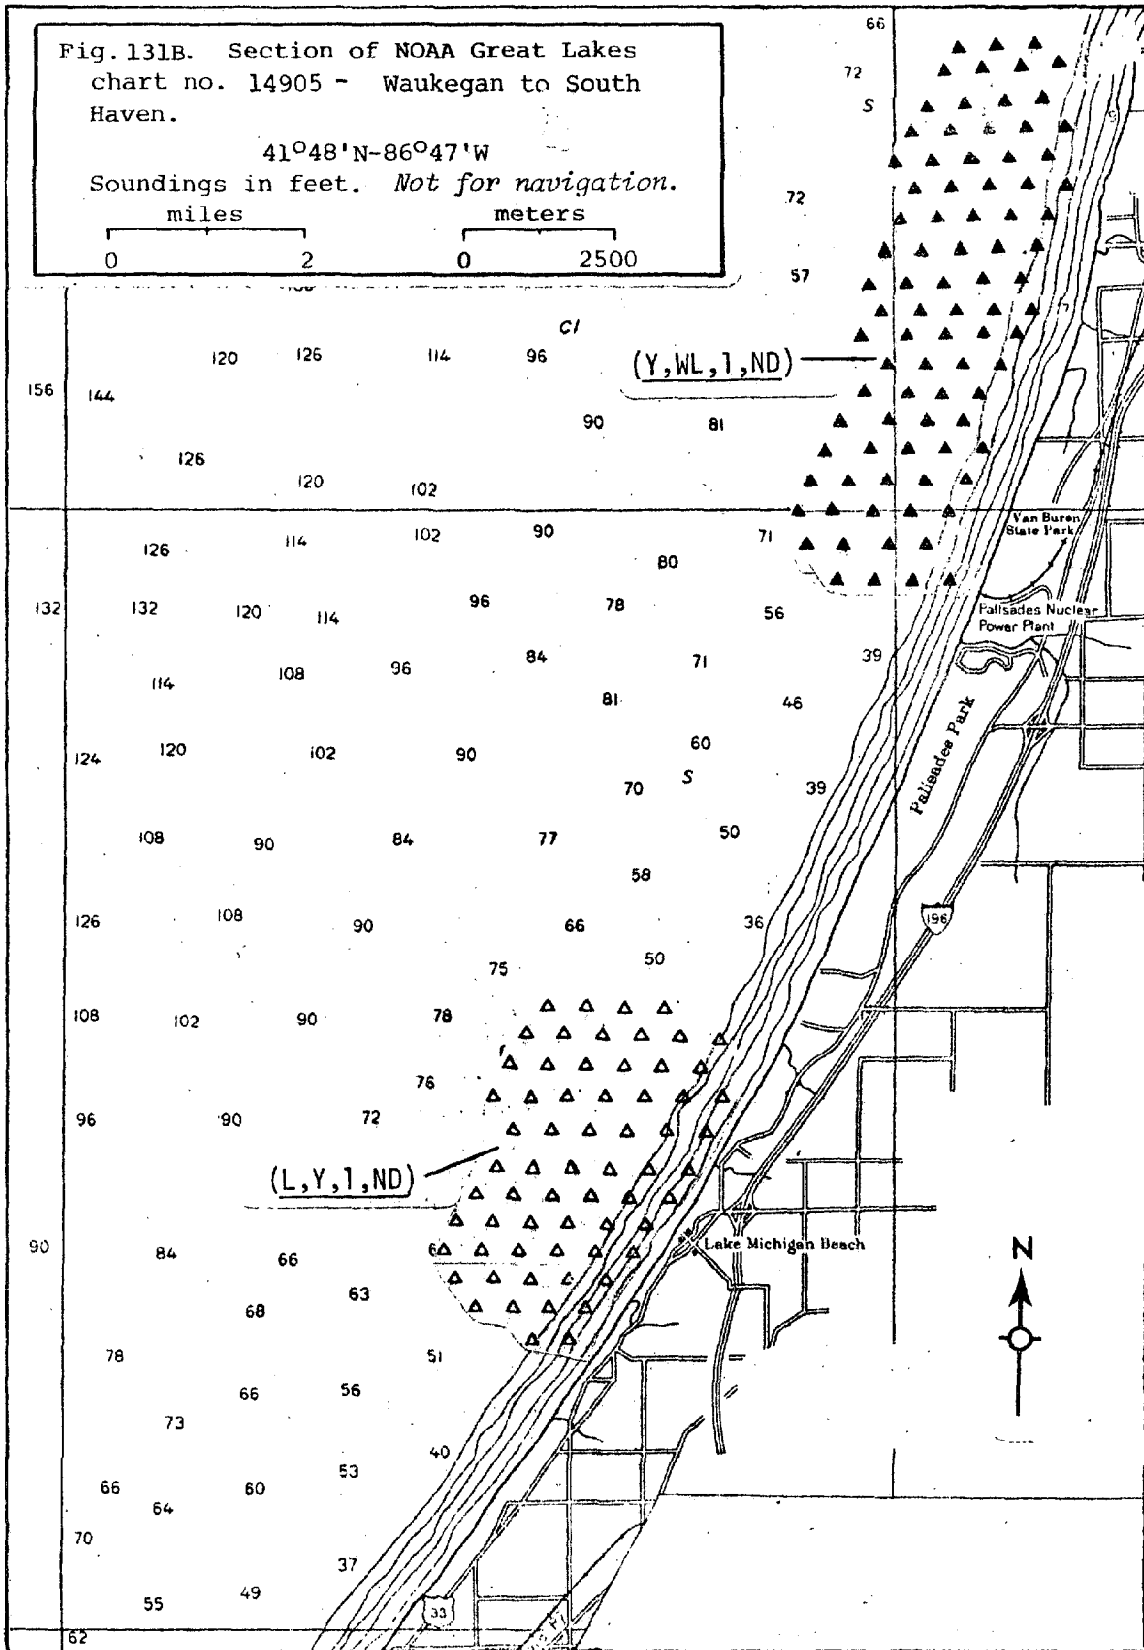 Fig. 131B. Section of NOAA Great Lakes
chart no. 14905 - Waukegan to South
Haven.
41°48'N-86°47'W
Soundings in feet. Not for navigation.
miles meters
0 2 0 2500
66
72
S
72
57
Cl
120 126 114 96
(Y,WL,1,ND)
156 144
90 81
126
120 102
Van Buren
State Park
126 114 102 90 71
80
132 132 120 114 96 78 56
Palisades Nuclear
Power Plant
114 108 96 84 71 39
81 46
Palisades Park
124 120 102 90 60
S
70 39
108 90 84 77 50
58
126 108 90 66 36
196
75 50
108 102 90 78
76
96 90 72
(L,Y,1,ND)
90 84 66
Lake Michigan Beach
N
68 63
78 51
66 56
73
40
66 64 60 53
70
37
55 49
33
62